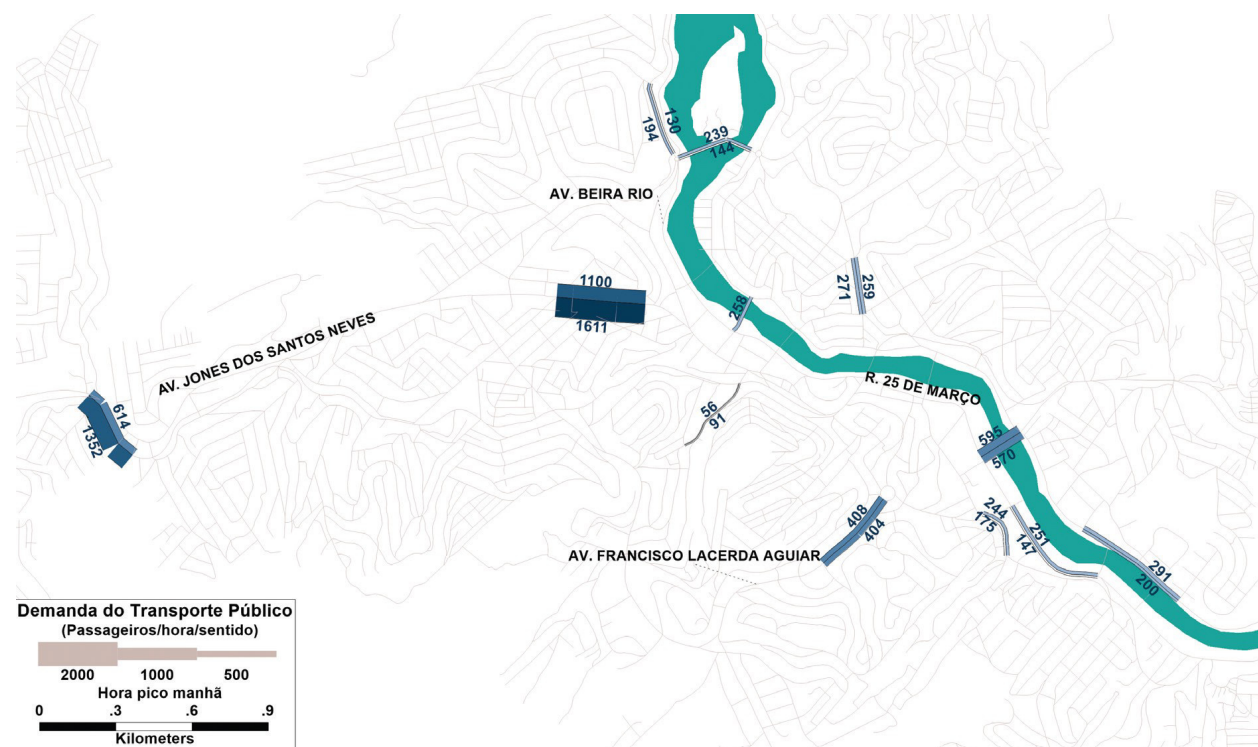 130
194
239
144
AV. BEIRA RIO
259
271
1100
1611
258
AV. JONES DOS SANTOS NEVES
R. 25 DE MARÇO
56
91
614
1352
595
570
408
404
244
175
251
147
291
200
AV. FRANCISCO LACERDA AGUIAR
Demanda do Transporte Público
(Passageiros/hora/sentido)
2000 1000 500
Hora pico manhã
0 .3 .6 .9
Kilometers